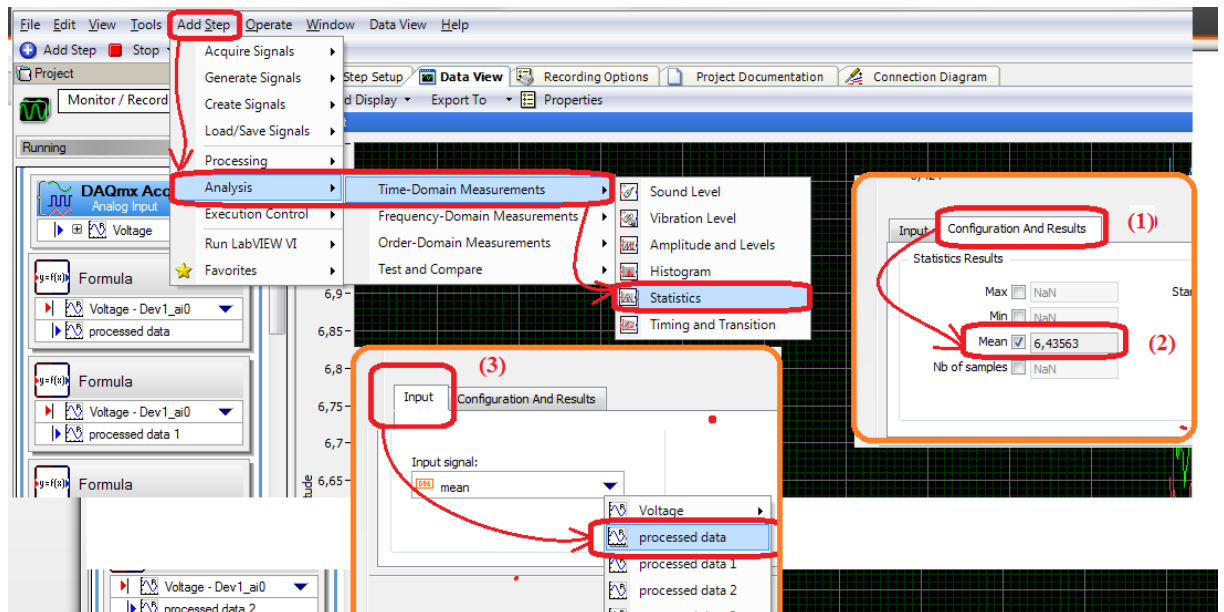 File Edit View Tools Add Step Operate Window Data View Help
Add Step Stop
Project
Monitor / Record
Running
DAQmx Acq
Analog Input
Voltage
Formula
Voltage - Dev1_ai0
processed data
Formula
Voltage - Dev1_ai0
processed data 1
Formula
Voltage - Dev1_ai0
processed data 2
Acquire Signals
Generate Signals
Create Signals
Load/Save Signals
Processing
Analysis
Execution Control
Run LabVIEW VI
Favorites
Step Setup Data View Recording Options Project Documentation Connection Diagram
d Display Export To Properties
Time-Domain Measurements
Frequency-Domain Measurements
Order-Domain Measurements
Test and Compare
Sound Level
Vibration Level
Amplitude and Levels
Histogram
Statistics
Timing and Transition
6,9
6,85
6,8
6,75
6,7
6,65
(1)
Input Configuration And Results
Statistics Results
Max NaN
Min NaN
Mean 6,43563
(2)
Nb of samples NaN
Star
(3)
Input Configuration And Results
Input signal:
DBL mean
Voltage
processed data
processed data 1
processed data 2